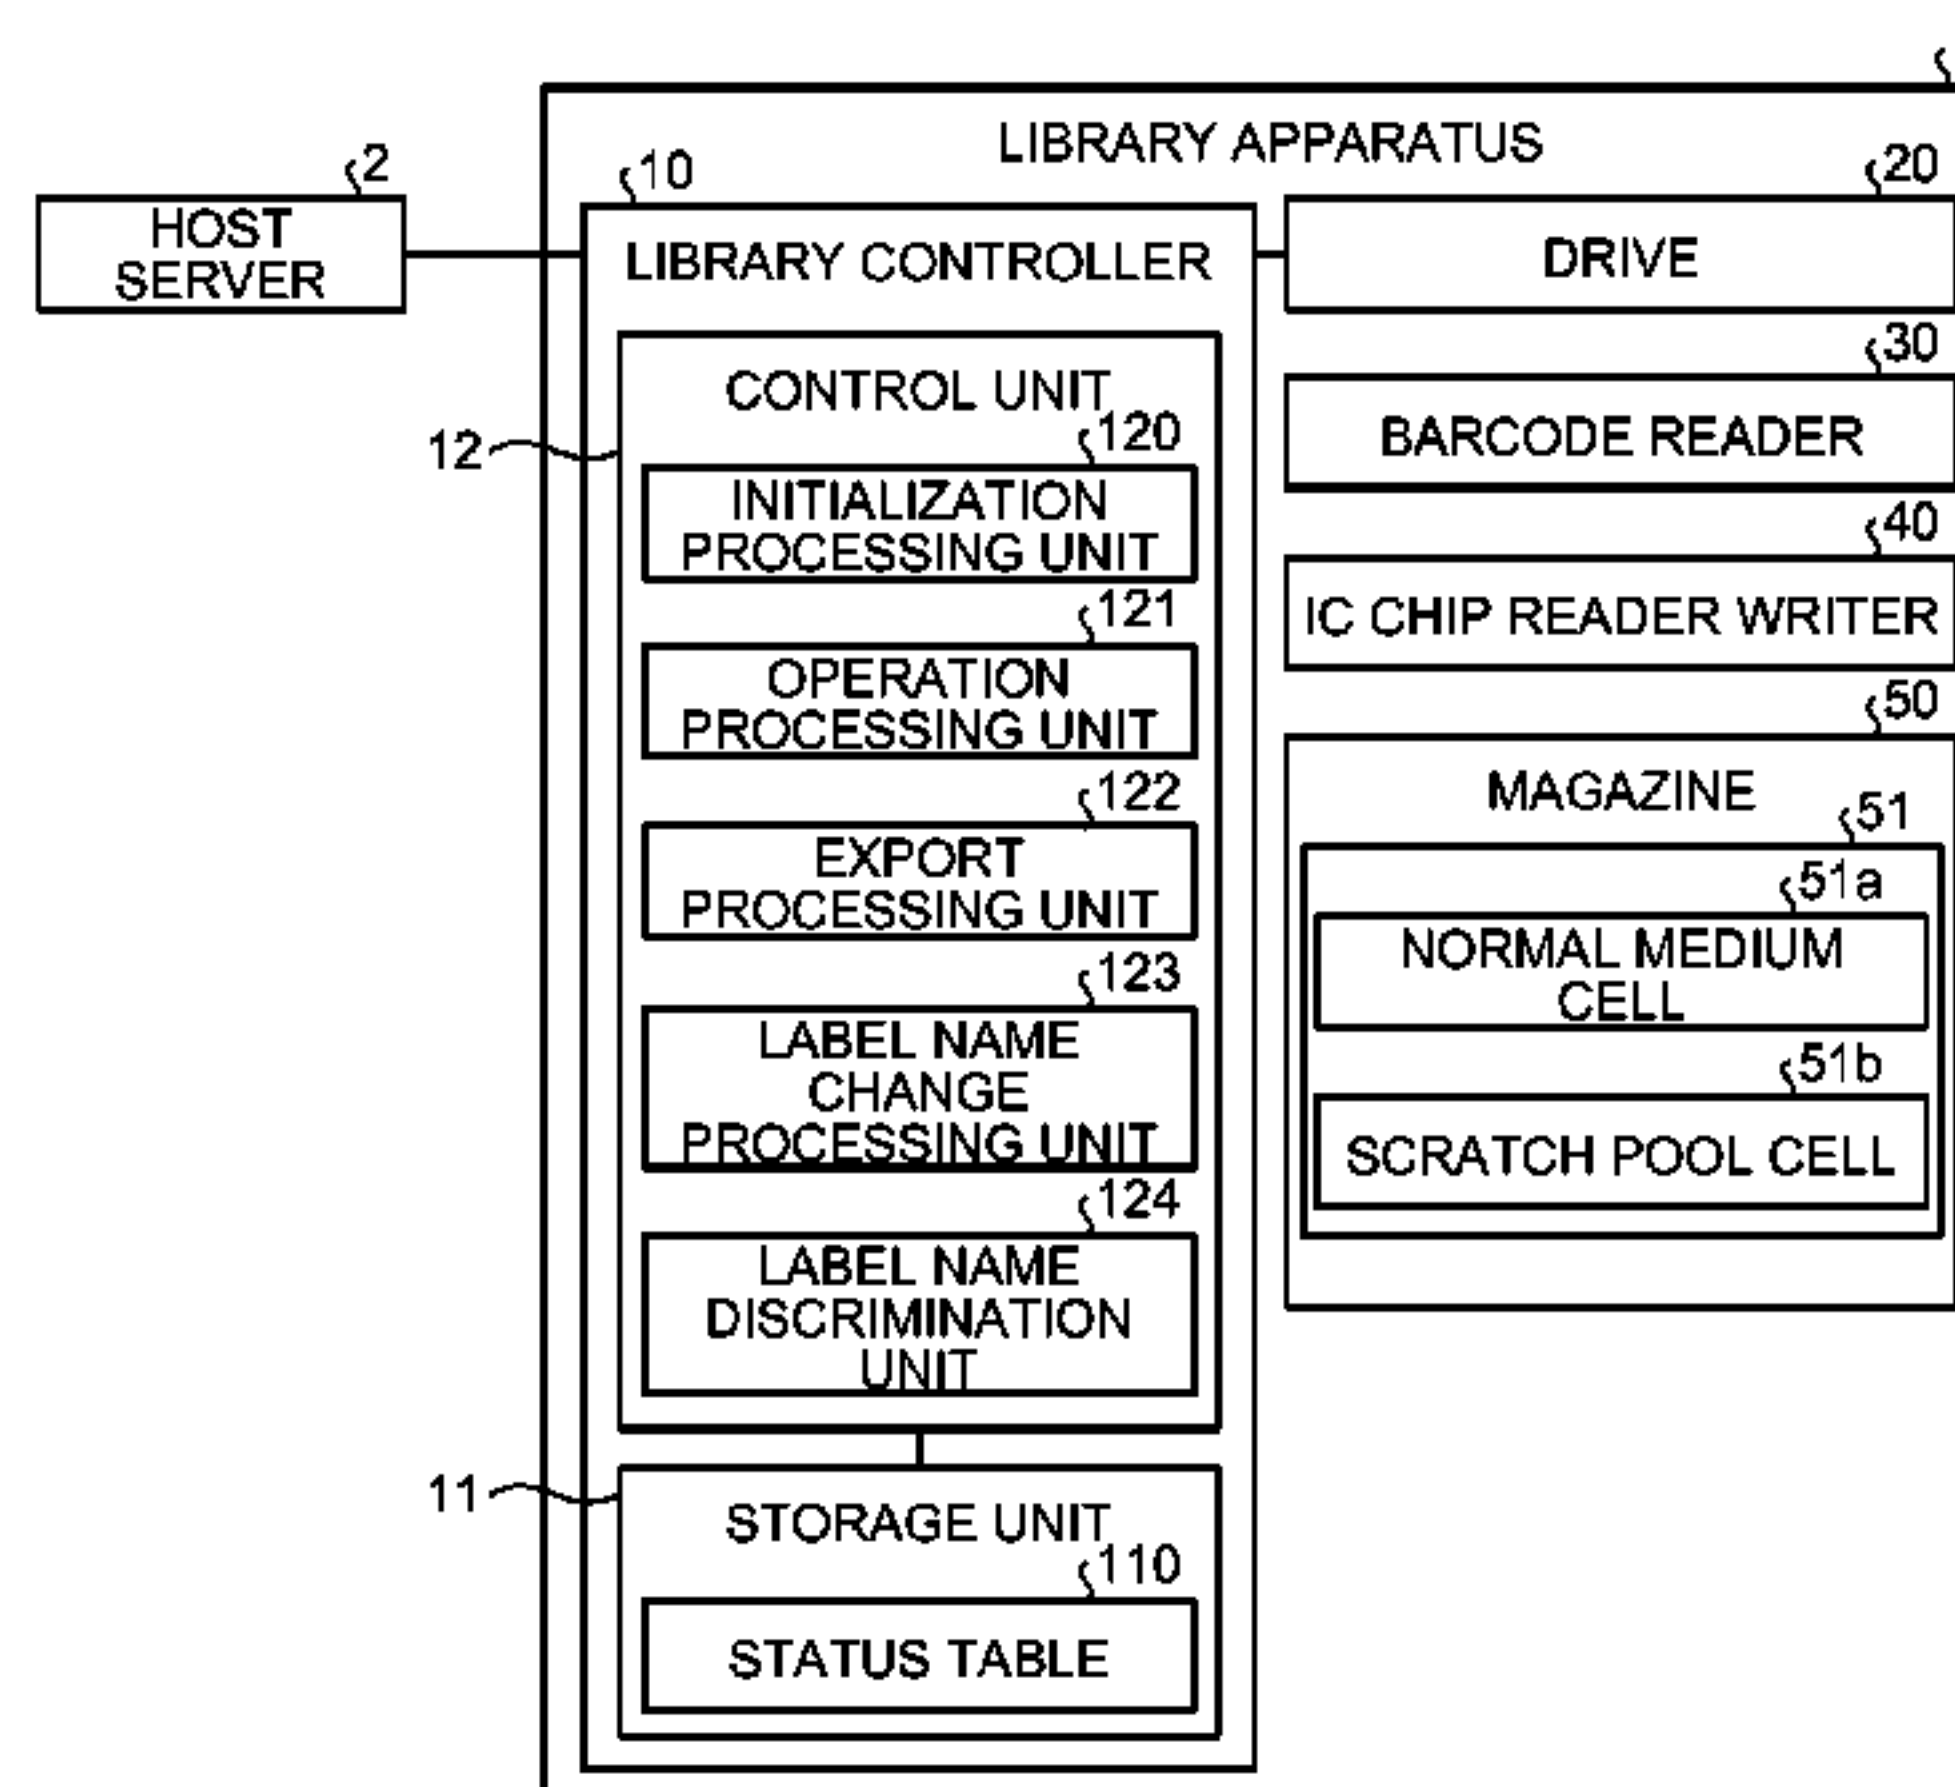 LIBRARY APPARATUS
2
HOST
SERVER
10
LIBRARY CONTROLLER
12
CONTROL UNIT
120
INITIALIZATION
PROCESSING UNIT
121
OPERATION
PROCESSING UNIT
122
EXPORT
PROCESSING UNIT
123
LABEL NAME
CHANGE
PROCESSING UNIT
124
LABEL NAME
DISCRIMINATION
UNIT
11
STORAGE UNIT
110
STATUS TABLE
20
DRIVE
30
BARCODE READER
40
IC CHIP READER WRITER
50
MAGAZINE
51
51a
NORMAL MEDIUM
CELL
51b
SCRATCH POOL CELL